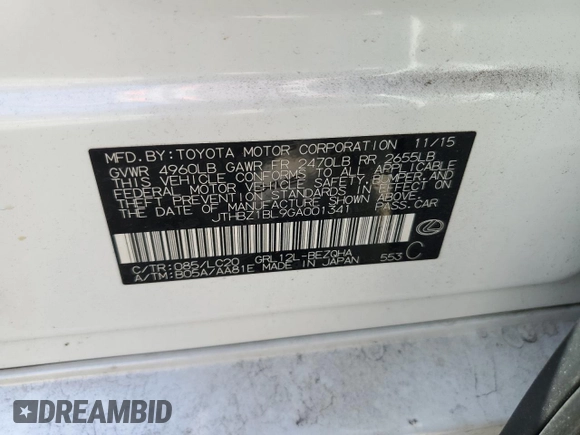 MFD. BY: TOYOTA MOTOR CORPORATION 11/15
GVWR 4960LB GAWR FR 2470LB RR 2655LB
THIS VEHICLE CONFORMS TO ALL APPLICABLE
FEDERAL MOTOR VEHICLE SAFETY, BUMPER, AND
THEFT PREVENTION STANDARDS IN EFFECT ON
THE DATE OF MANUFACTURE SHOWN ABOVE.
JTHBZ1BL9GA001341 PASS.CAR
C/TR:085/LC20 GRL12L-BEZQHA
A/TM:B05A/AA81E MADE IN JAPAN 553 C
DREAMBID